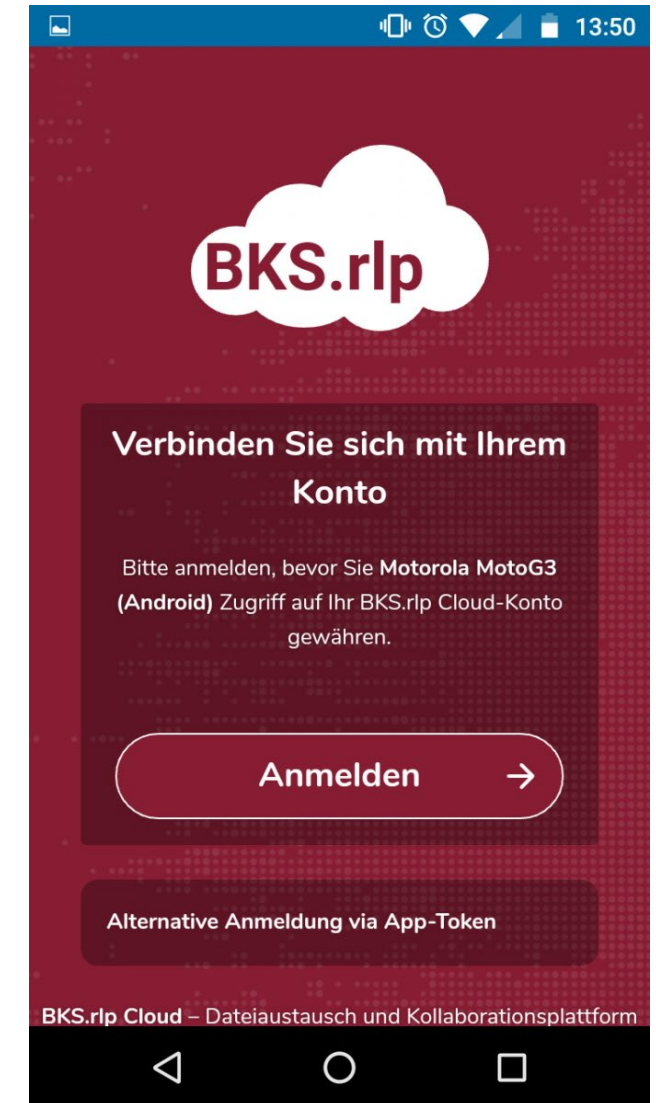 13:50
BKS.rlp
Verbinden Sie sich mit Ihrem
Konto
Bitte anmelden, bevor Sie Motorola MotoG3
(Android) Zugriff auf Ihr BKS.rlp Cloud-Konto
gewähren.
Anmelden
Alternative Anmeldung via App-Token
BKS.rlp Cloud – Dateiaustausch und Kollaborationsplattform